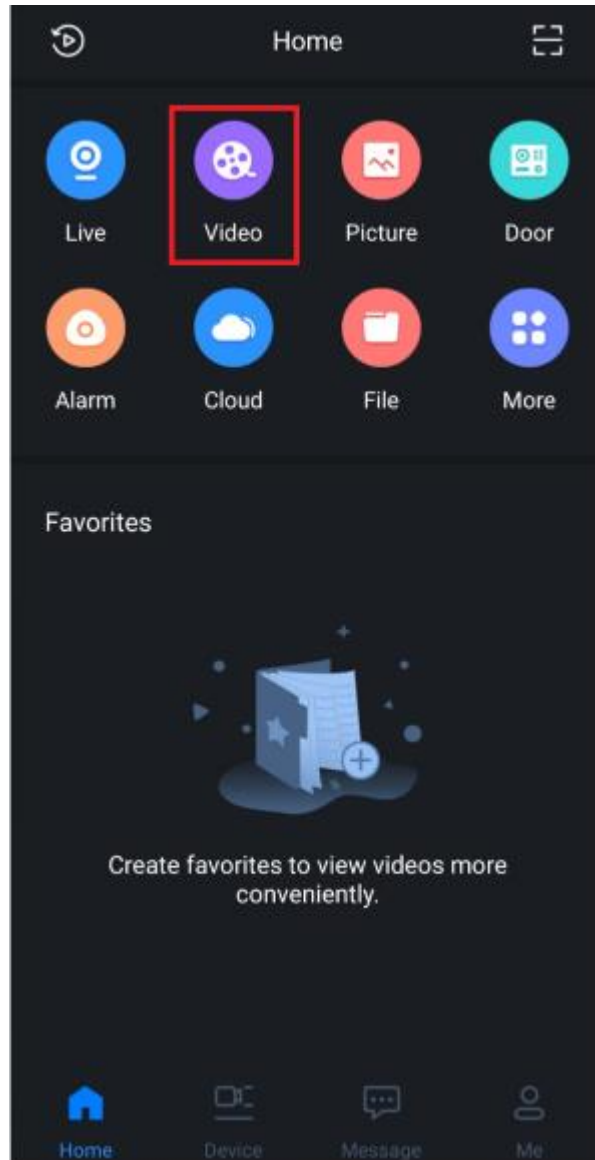 Home
Live Video Picture Door
Alarm Cloud File More
Favorites
Create favorites to view videos more
conveniently.
Home Device Message Me